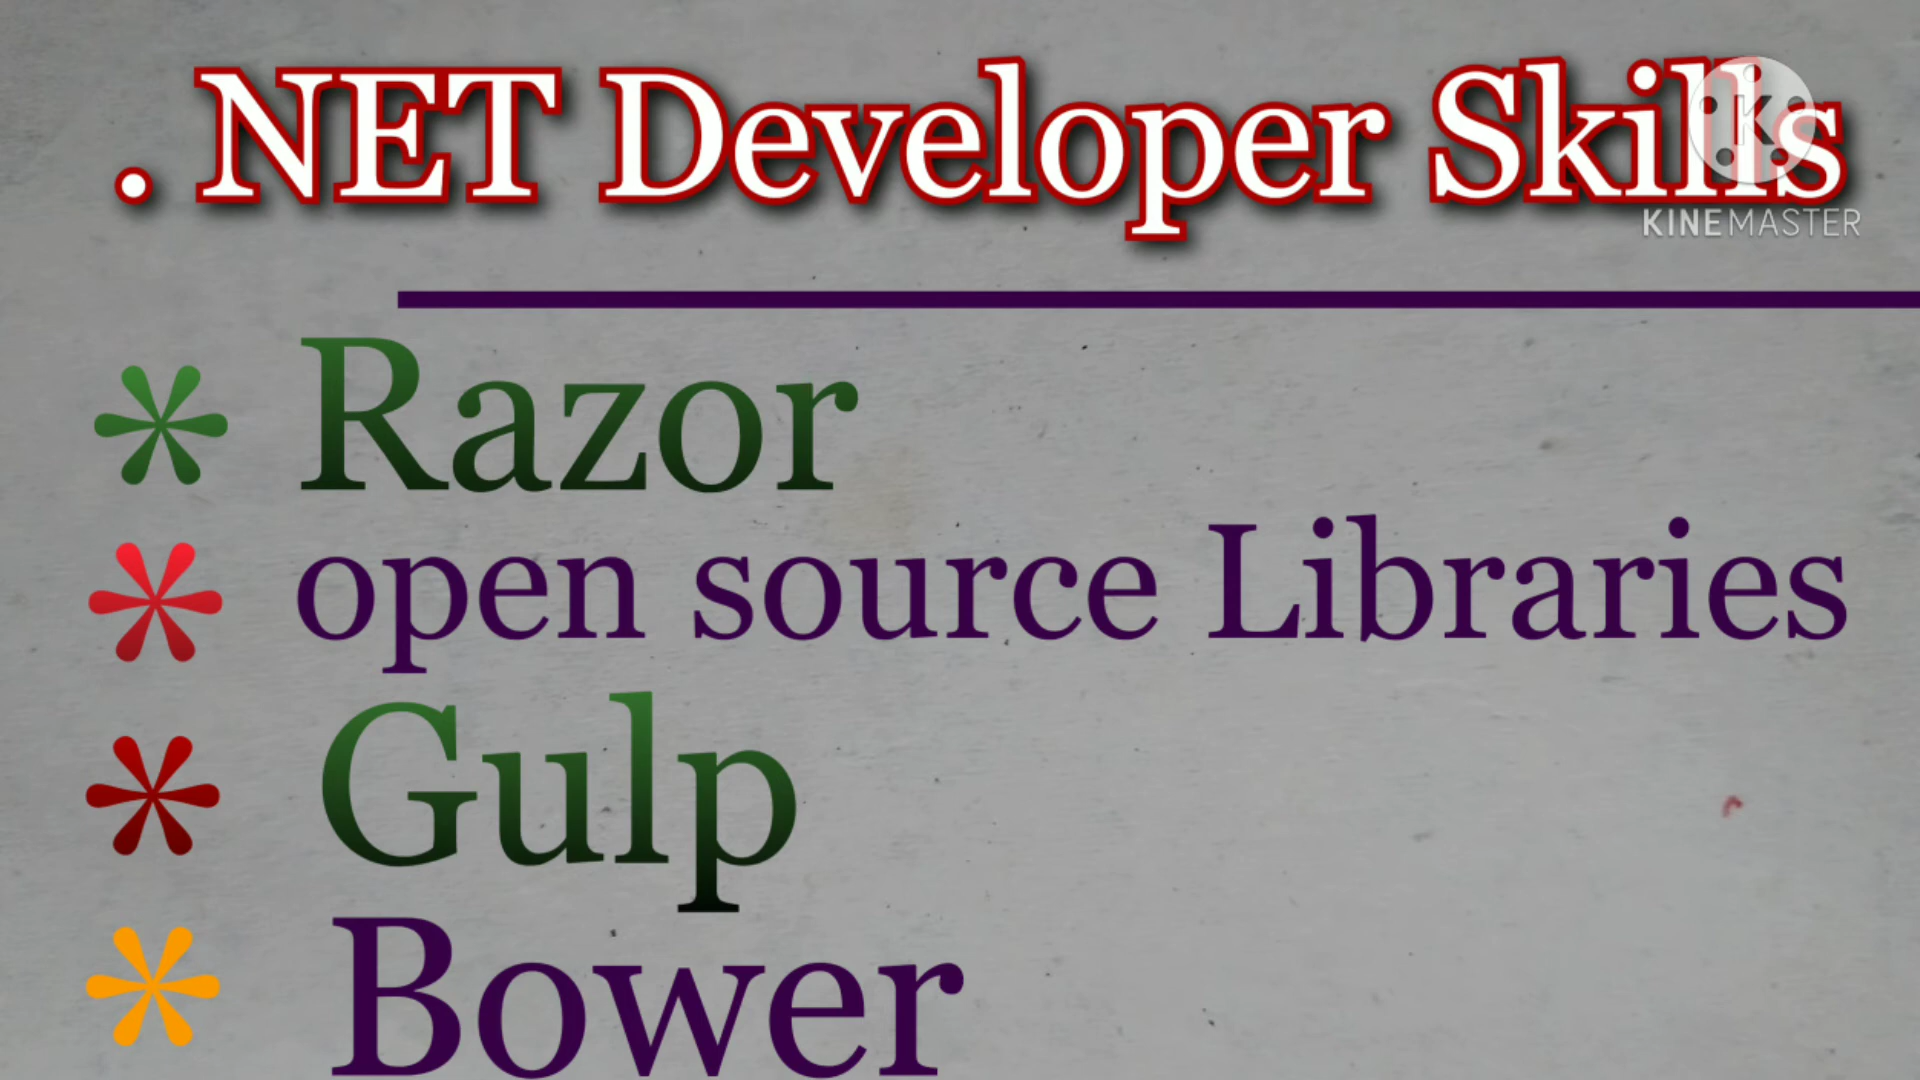 . NET Developer Skills
K
KINEMASTER
* Razor
* open source Libraries
* Gulp
* Bower